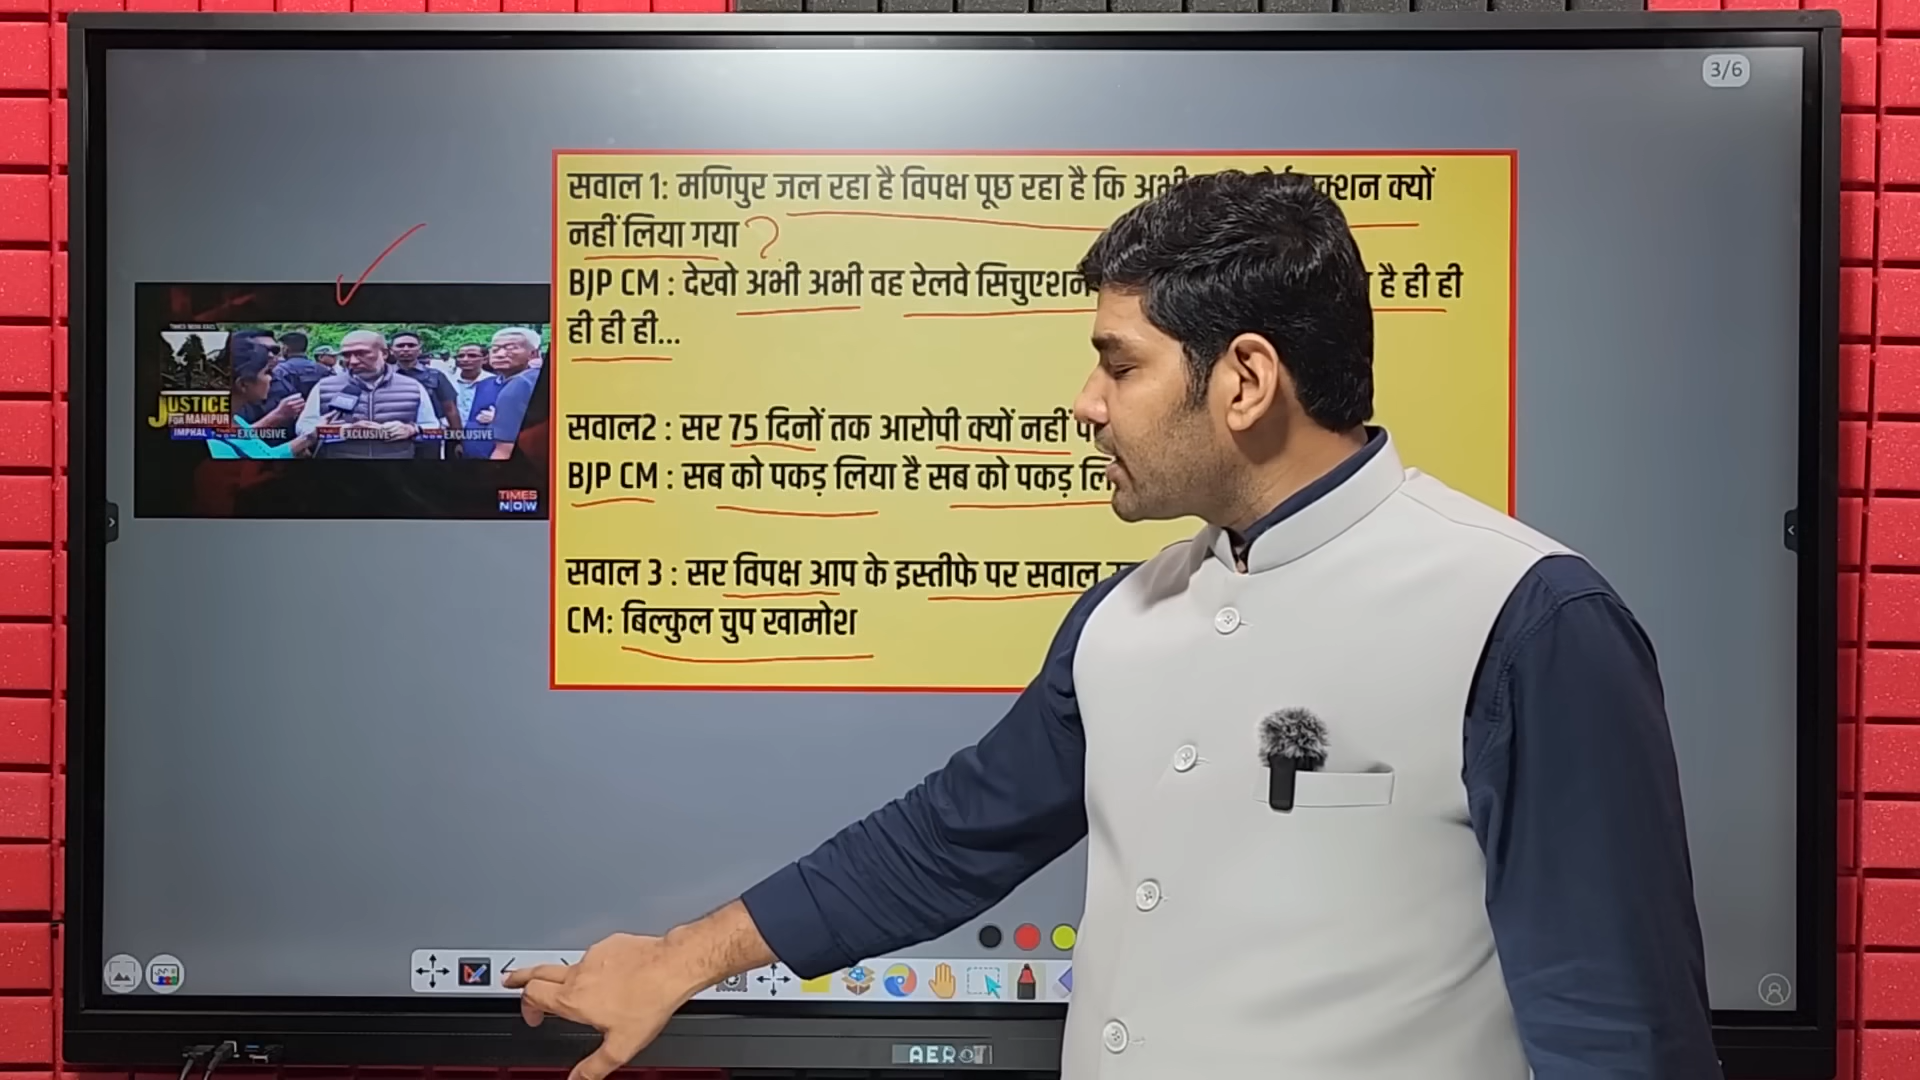 3/6
सवाल 1: मणिपुर जल रहा है विपक्ष पूछ रहा है कि क्यों
नहीं लिया गया ?
BJP CM : देखो अभी अभी वह रेलवे सिचुएशन है ही ही
ही ही ही...
सवाल2 : सर 75 दिनों तक आरोपी क्यों नहीं
BJP CM : सब को पकड़ लिया है सब को पकड़
सवाल 3 : सर विपक्ष आप के इस्तीफे पर सवाल
CM: बिल्कुल चुप खामोश
JUSTICE
FOR MANIPUR
IMPHAL
EXCLUSIVE EXCLUSIVE EXCLUSIVE
TIMES
NOW